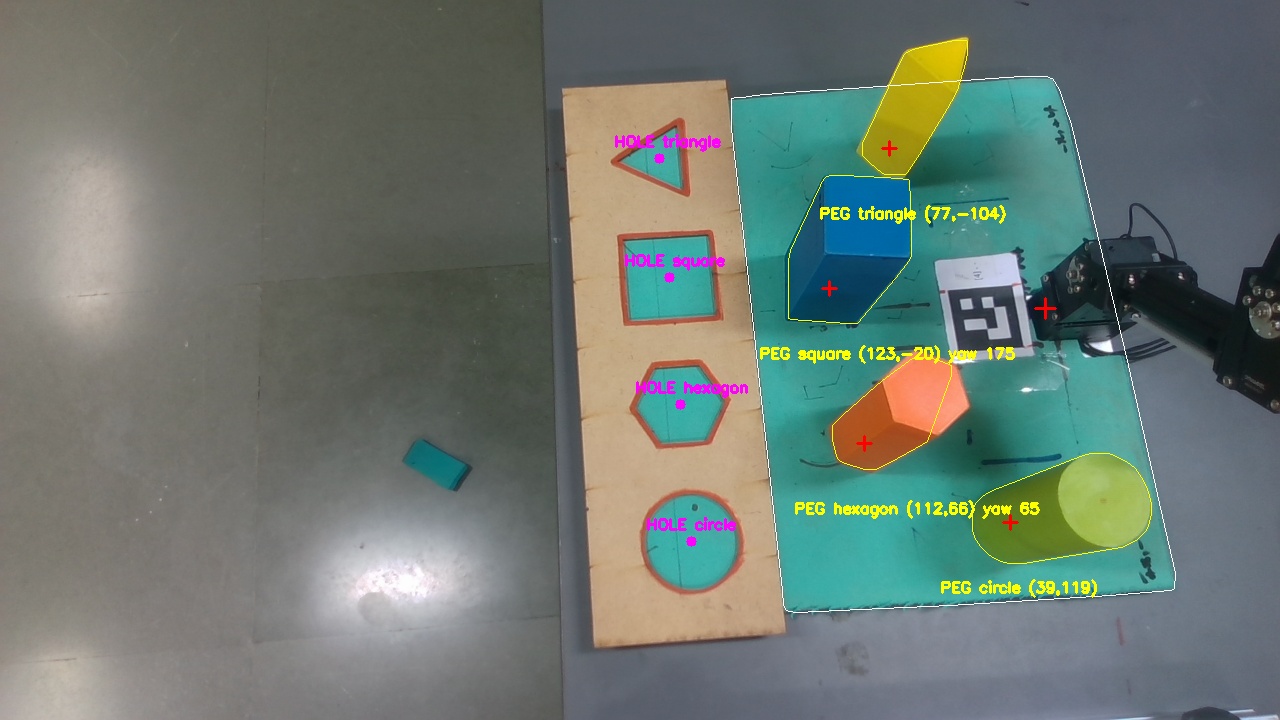 HOLE triangle
PEG triangle (77,-104)
HOLE square
PEG square (123,-20) yaw 175
HOLE hexagon
PEG hexagon (112,66) yaw 65
HOLE circle
PEG circle (39,119)